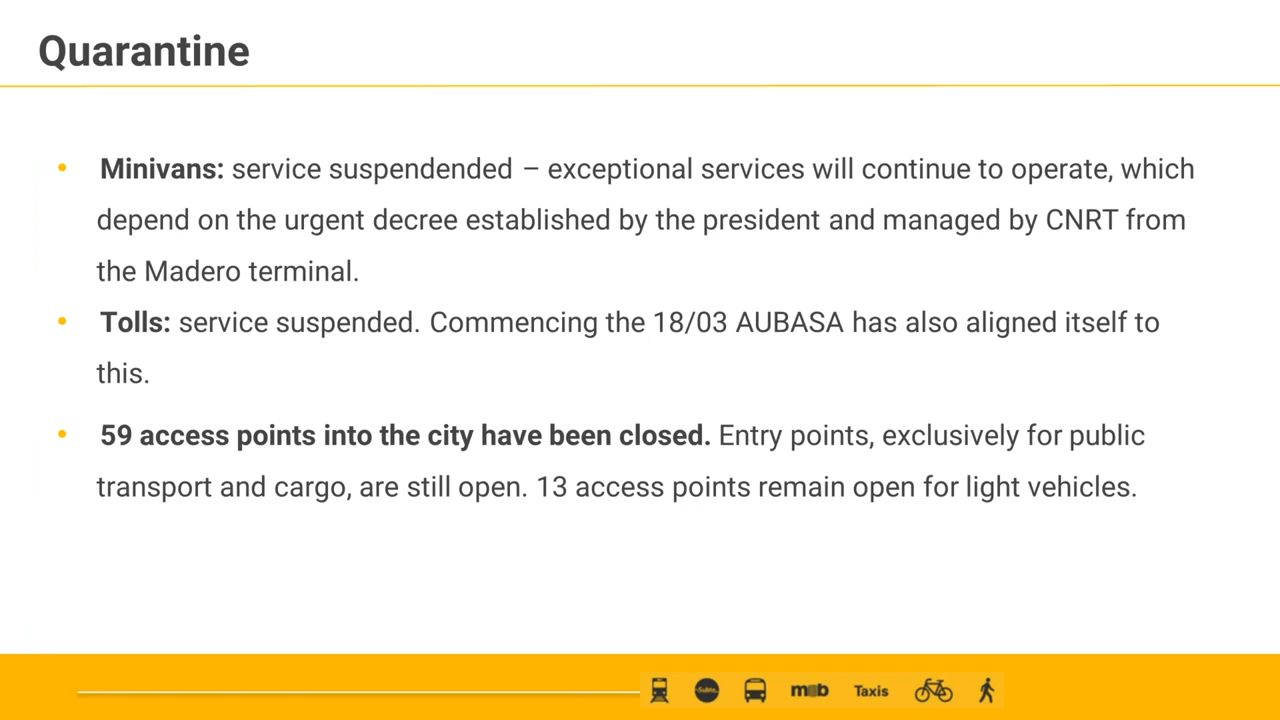 Quarantine
• Minivans: service suspendended – exceptional services will continue to operate, which
depend on the urgent decree established by the president and managed by CNRT from
the Madero terminal.
• Tolls: service suspended. Commencing the 18/03 AUBASA has also aligned itself to
this.
• 59 access points into the city have been closed. Entry points, exclusively for public
transport and cargo, are still open. 13 access points remain open for light vehicles.
Taxis